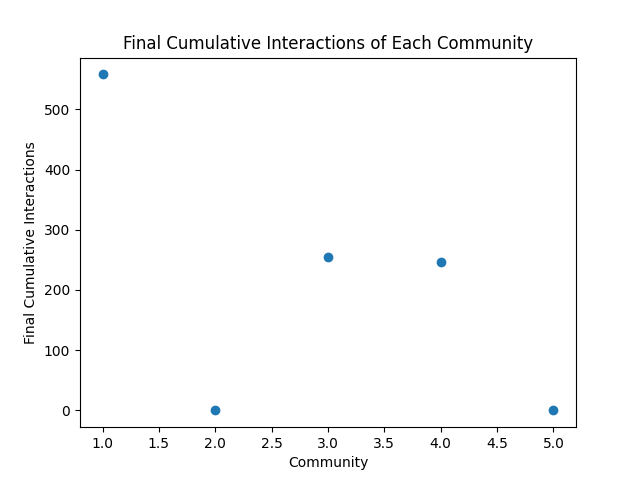 Final Cumulative Interactions of Each Community
Final Cumulative Interactions
500
400
300
200
100
0
1.0 1.5 2.0 2.5 3.0 3.5 4.0 4.5 5.0
Community